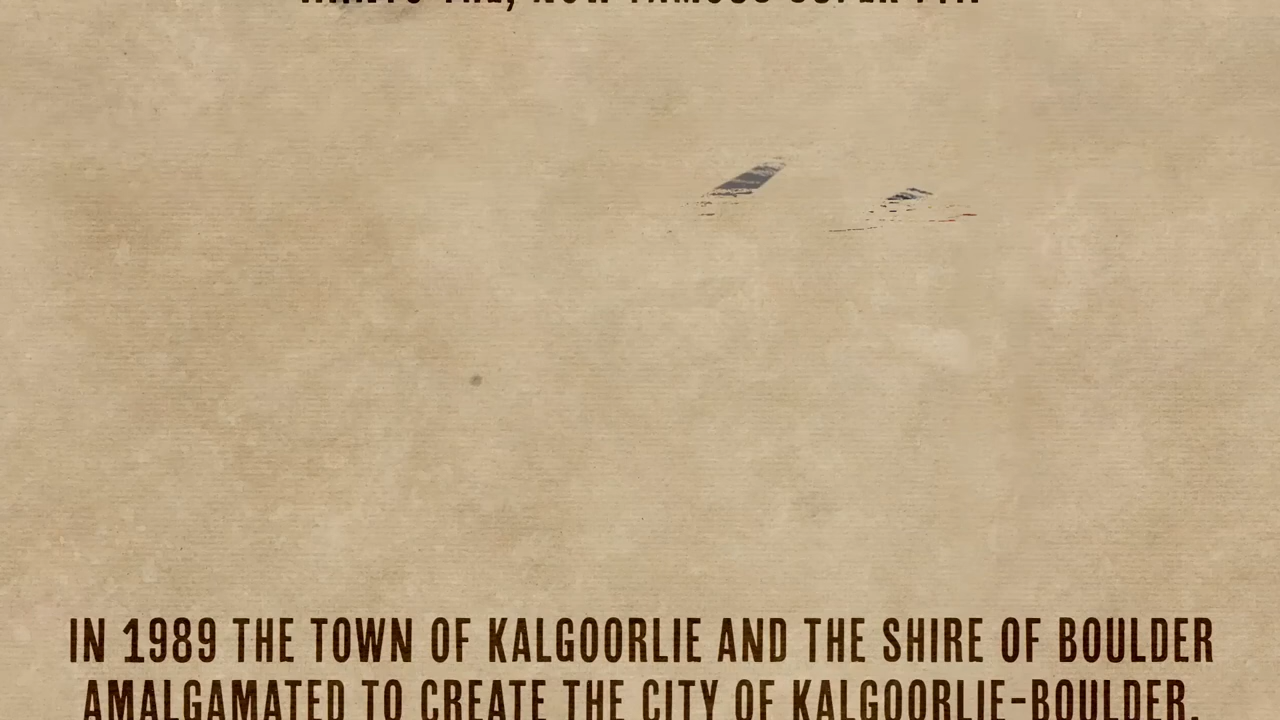 IN 1989 THE TOWN OF KALGOORLIE AND THE SHIRE OF BOULDER
AMALGAMATED TO CREATE THE CITY OF KALGOORLIE-BOULDER.